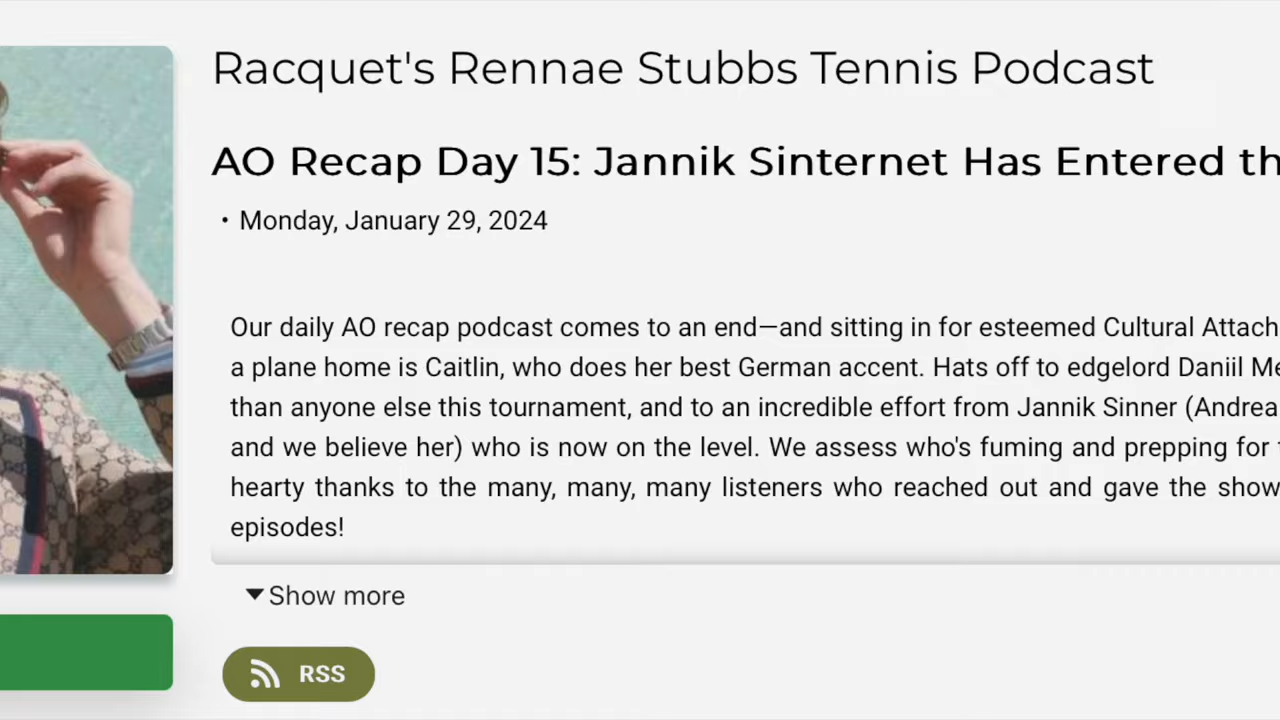 Racquet's Rennae Stubbs Tennis Podcast
AO Recap Day 15: Jannik Sinternet Has Entered th
• Monday, January 29, 2024
Our daily AO recap podcast comes to an end—and sitting in for esteemed Cultural Attach
a plane home is Caitlin, who does her best German accent. Hats off to edgelord Daniil Me
than anyone else this tournament, and to an incredible effort from Jannik Sinner (Andrea
and we believe her) who is now on the level. We assess who's fuming and prepping for
hearty thanks to the many, many, many listeners who reached out and gave the show
episodes!
Show more
RSS